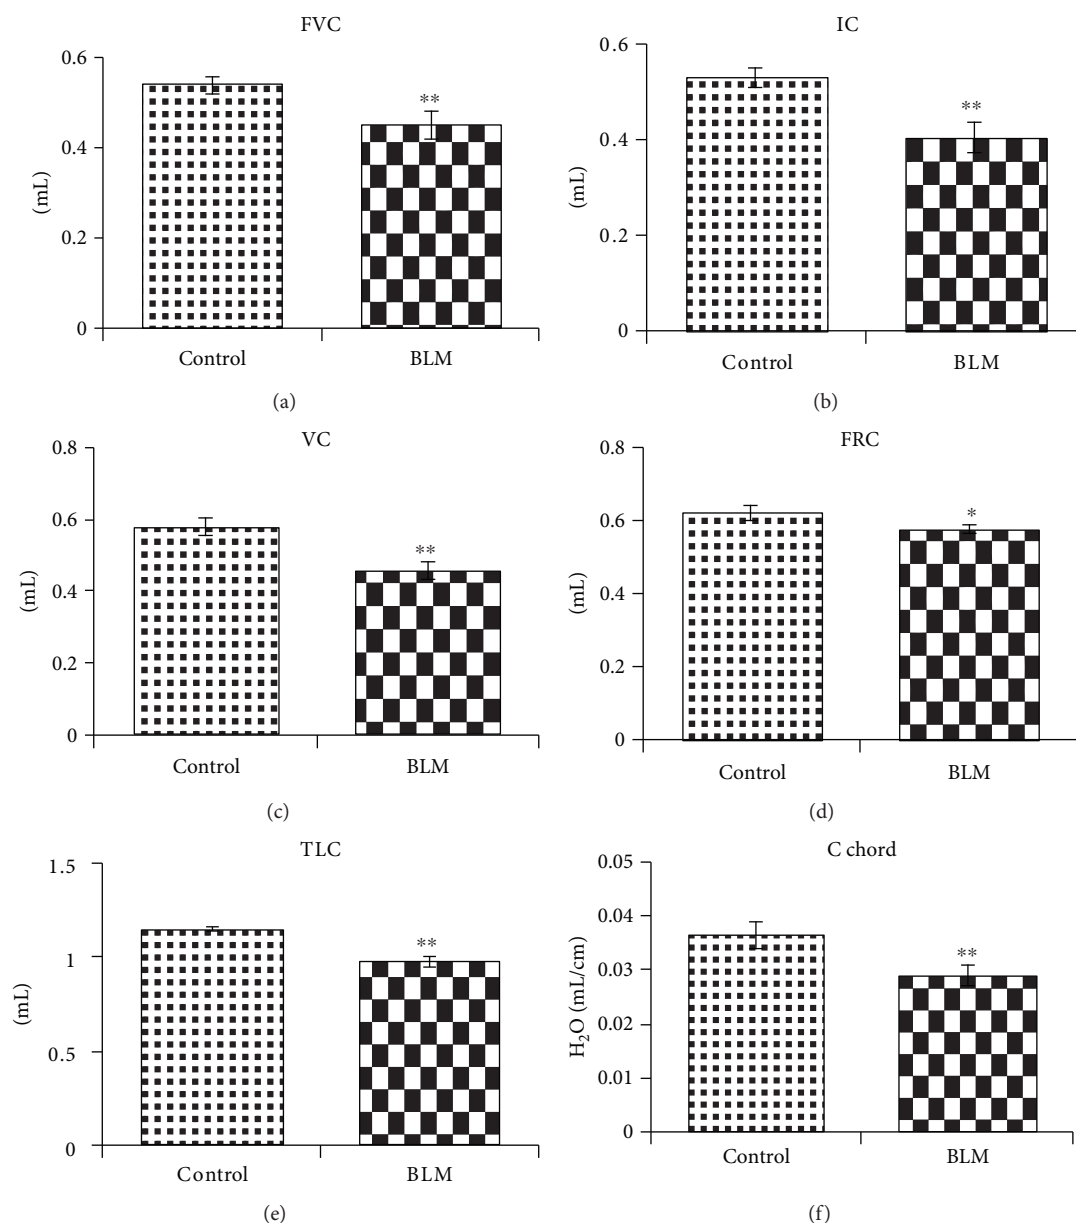 FVC
0.6
0.4
0.2
0
(mL)
**
Control
BLM
(a)
IC
0.6
0.4
0.2
0
(mL)
**
Control
BLM
(b)
VC
0.8
0.6
0.4
0.2
0
(mL)
**
Control
BLM
(c)
FRC
0.8
0.6
0.4
0.2
0
(mL)
*
Control
BLM
(d)
TLC
1.5
1
0.5
0
(mL)
**
Control
BLM
(e)
C chord
0.05
0.04
0.03
0.02
0.01
0
H₂O (mL/cm)
**
Control
BLM
(f)